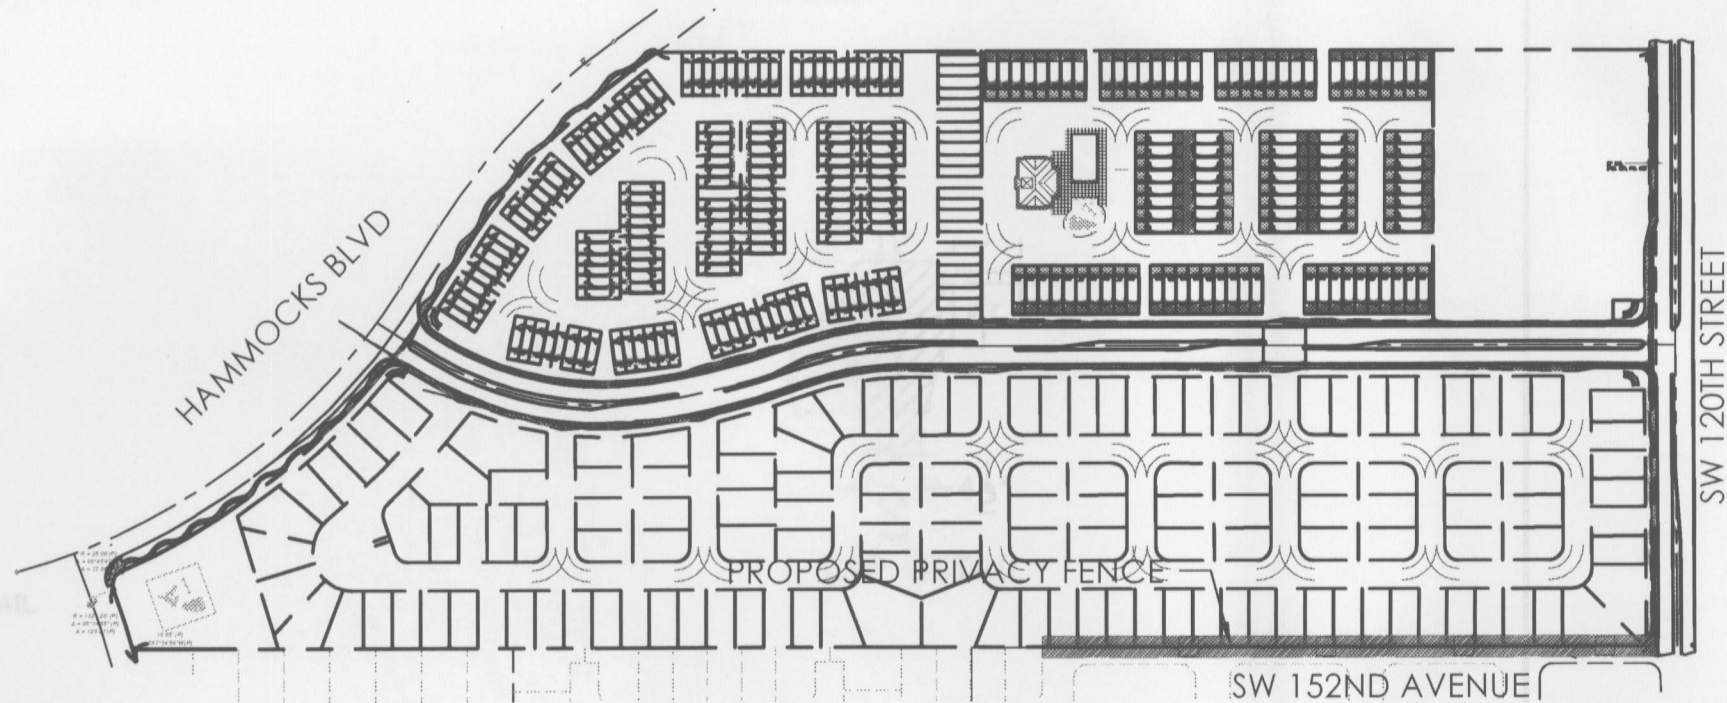 HAMMOCKS BLVD
SW 120TH STREET
PROPOSED PRIVACY FENCE
SW 152ND AVENUE